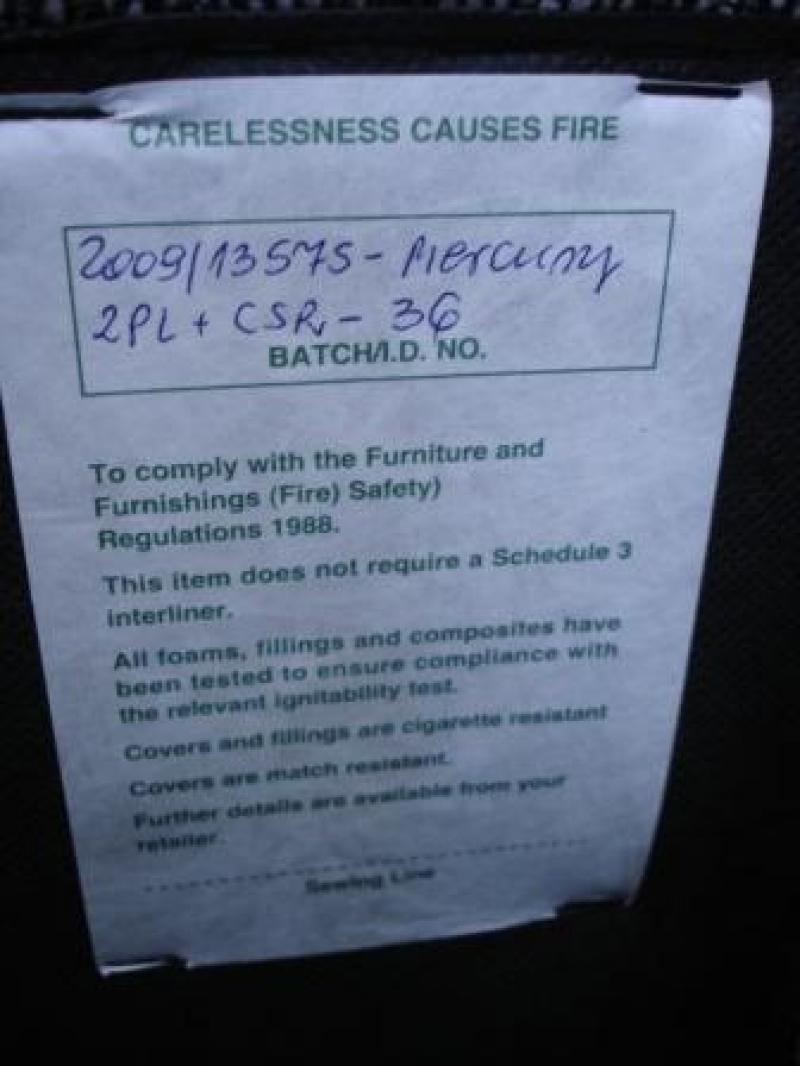 CARELESSNESS CAUSES FIRE
2009/13575 - Mercury
2PL + CSR - 36
BATCH/I.D. NO.
To comply with the Furniture and
Furnishings (Fire) Safety)
Regulations 1988.
This item does not require a Schedule 3
interliner.
All foams, fillings and composites have
been tested to ensure compliance with
the relevant ignitability test.
Covers and fillings are cigarette resistant
Covers are match resistant.
Further details are available from your
retailer.
Sewing Line